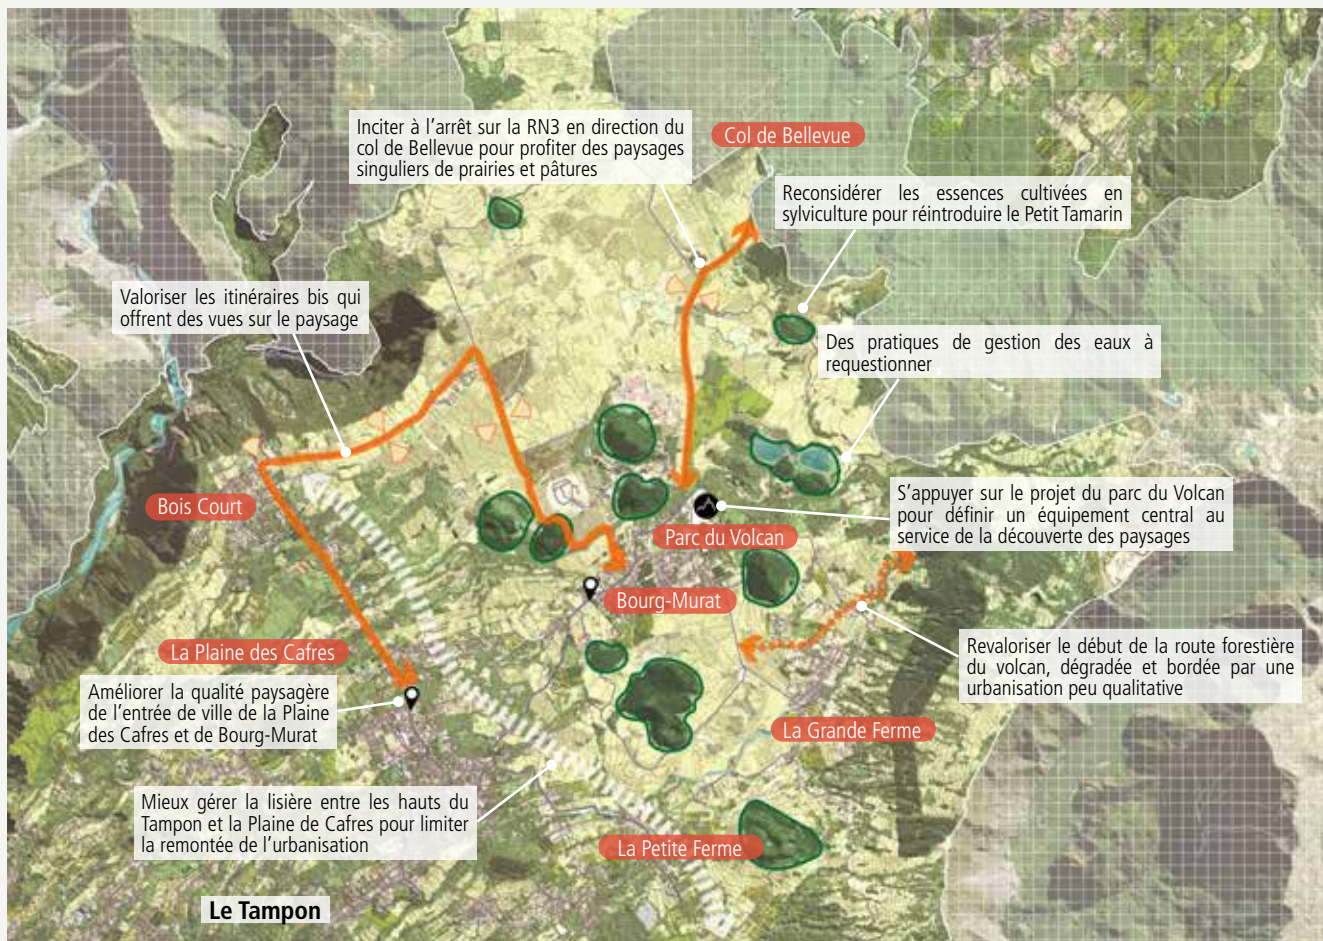 Inciter à l'arrêt sur la RN3 en direction du
col de Bellevue pour profiter des paysages
singuliers de prairies et pâtures
Col de Bellevue
Reconsidérer les essences cultivées en
sylviculture pour réintroduire le Petit Tamarin
Valoriser les itinéraires bis qui
offrent des vues sur le paysage
Des pratiques de gestion des eaux à
requestionner
Bois Court
S'appuyer sur le projet du parc du Volcan
pour définir un équipement central au
service de la découverte des paysages
Parc du Volcan
Bourg-Murat
La Plaine des Cafres
Revaloriser le début de la route forestière
du volcan, dégradée et bordée par une
urbanisation peu qualitative
Améliorer la qualité paysagère
de l'entrée de ville de la Plaine
des Cafres et de Bourg-Murat
La Grande Ferme
Mieux gérer la lisière entre les hauts du
Tampon et la Plaine de Cafres pour limiter
la remontée de l'urbanisation
La Petite Ferme
Le Tampon